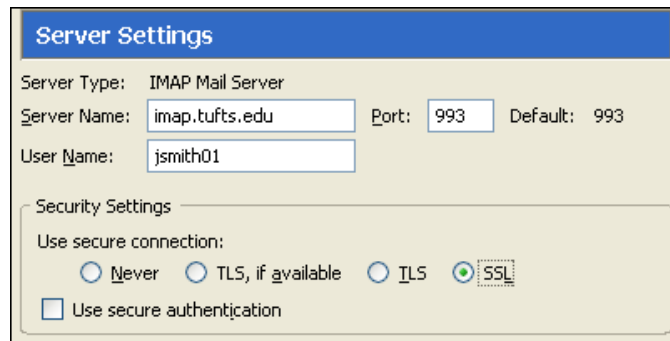 Server Settings
Server Type: IMAP Mail Server
Server Name: imap.tufts.edu Port: 993 Default: 993
User Name: jsmith01
Security Settings
Use secure connection:
Never TLS, if available TLS SSL
Use secure authentication